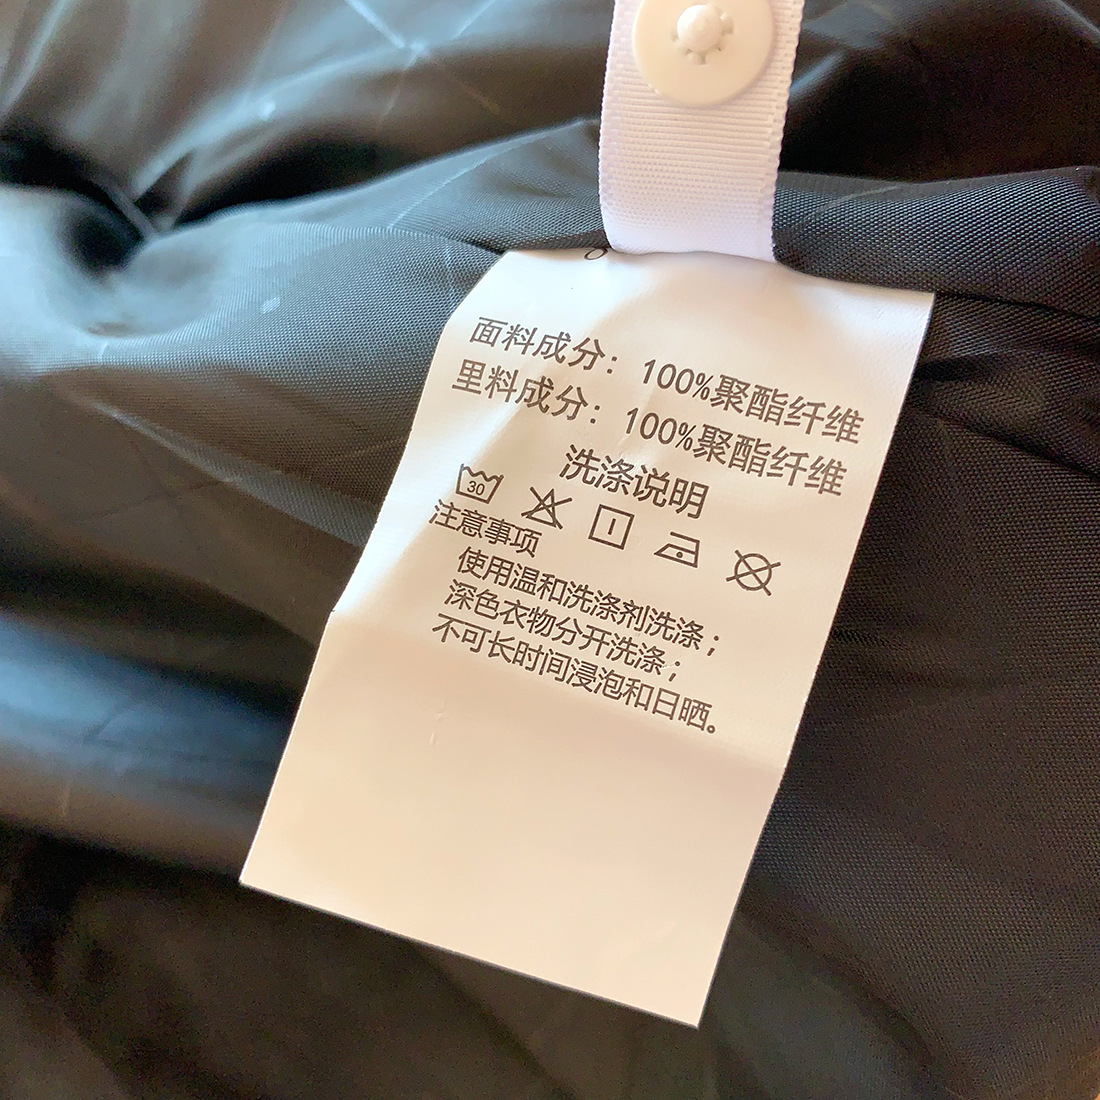 面料成分：100%聚酯纤维
里料成分：100%聚酯纤维
洗涤说明
30
注意事项
使用温和洗涤剂洗涤；
深色衣物分开洗涤；
不可长时间浸泡和日晒。